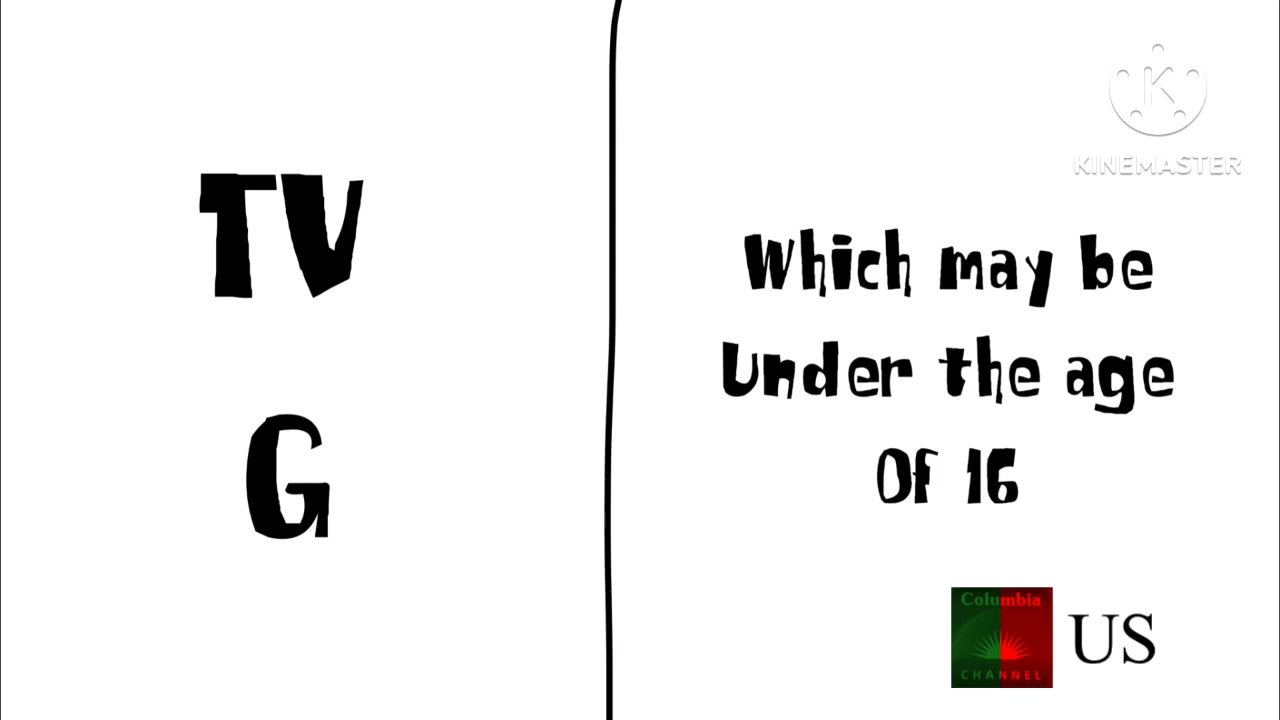 TV
G
KINEMASTER
Which may be
Under the age
Of 16
Columbia
CHANNEL
US